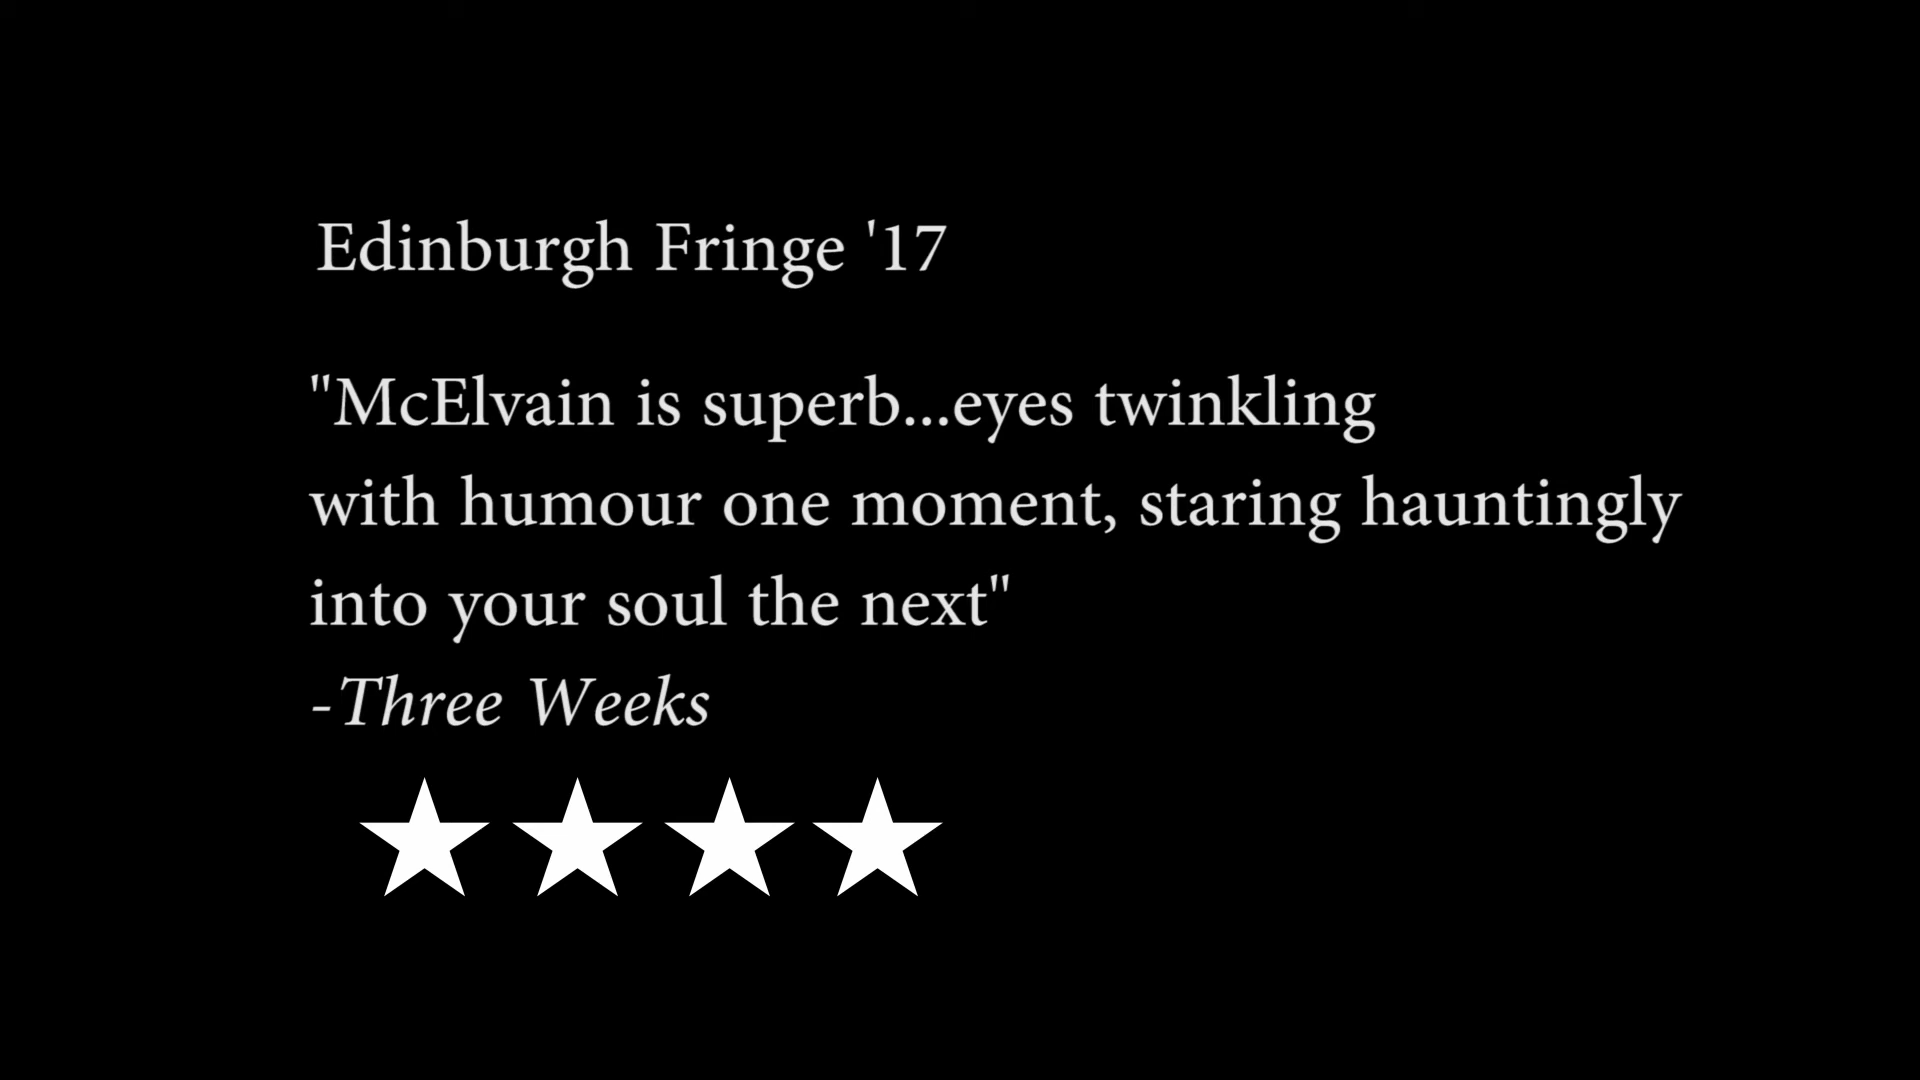 Edinburgh Fringe '17
"McElvain is superb...eyes twinkling
with humour one moment, staring hauntingly
into your soul the next"
-Three Weeks